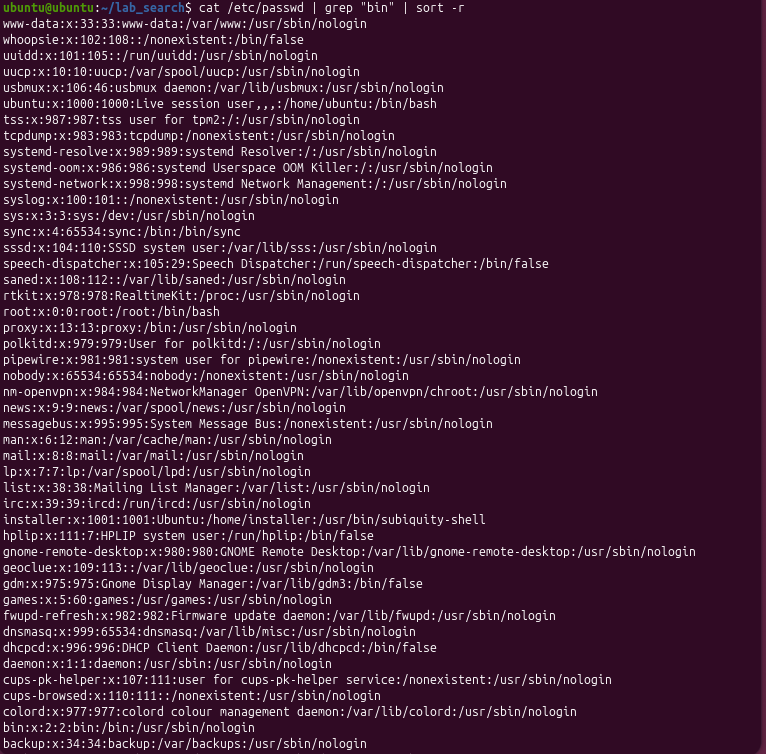 ubuntu@ubuntu:~/lab_search$ cat /etc/passwd | grep "bin" | sort -r
www-data:x:33:33:www-data:/var/www:/usr/sbin/nologin
whoopsie:x:102:108::/nonexistent:/bin/false
uuidd:x:101:105::/run/uuidd:/usr/sbin/nologin
uucp:x:10:10:uucp:/var/spool/uucp:/usr/sbin/nologin
usbmux:x:106:46:usbmux daemon:/var/lib/usbmux:/usr/sbin/nologin
ubuntu:x:1000:1000:Live session user,,,:/home/ubuntu:/bin/bash
tss:x:987:987:tss user for tpm2:/:/usr/sbin/nologin
tcpdump:x:983:983:tcpdump:/nonexistent:/usr/sbin/nologin
systemd-resolve:x:989:989:systemd Resolver:/:/usr/sbin/nologin
systemd-oom:x:986:986:systemd Userspace OOM Killer:/:/usr/sbin/nologin
systemd-network:x:998:998:systemd Network Management:/:/usr/sbin/nologin
syslog:x:100:101::/nonexistent:/usr/sbin/nologin
sys:x:3:3:sys:/dev:/usr/sbin/nologin
sync:x:4:65534:sync:/bin:/bin/sync
sssd:x:104:110:SSSD system user:/var/lib/sss:/usr/sbin/nologin
speech-dispatcher:x:105:29:Speech Dispatcher:/run/speech-dispatcher:/bin/false
saned:x:108:112::/var/lib/saned:/usr/sbin/nologin
rtkit:x:978:978:RealtimeKit:/proc:/usr/sbin/nologin
root:x:0:0:root:/root:/bin/bash
proxy:x:13:13:proxy:/bin:/usr/sbin/nologin
polkitd:x:979:979:User for polkitd:/:/usr/sbin/nologin
pipewire:x:981:981:system user for pipewire:/nonexistent:/usr/sbin/nologin
nobody:x:65534:65534:nobody:/nonexistent:/usr/sbin/nologin
nm-openvpn:x:984:984:NetworkManager OpenVPN:/var/lib/openvpn/chroot:/usr/sbin/nologin
news:x:9:9:news:/var/spool/news:/usr/sbin/nologin
messagebus:x:995:995:System Message Bus:/nonexistent:/usr/sbin/nologin
man:x:6:12:man:/var/cache/man:/usr/sbin/nologin
mail:x:8:8:mail:/var/mail:/usr/sbin/nologin
lp:x:7:7:lp:/var/spool/lpd:/usr/sbin/nologin
list:x:38:38:Mailing List Manager:/var/list:/usr/sbin/nologin
irc:x:39:39:ircd:/run/ircd:/usr/sbin/nologin
installer:x:1001:1001:Ubuntu:/home/installer:/usr/bin/subiquity-shell
hplip:x:111:7:HPLIP system user:/run/hplip:/bin/false
gnome-remote-desktop:x:980:980:GNOME Remote Desktop:/var/lib/gnome-remote-desktop:/usr/sbin/nologin
geoclue:x:109:113::/var/lib/geoclue:/usr/sbin/nologin
gdm:x:975:975:Gnome Display Manager:/var/lib/gdm3:/bin/false
games:x:5:60:games:/usr/games:/usr/sbin/nologin
fwupd-refresh:x:982:982:Firmware update daemon:/var/lib/fwupd:/usr/sbin/nologin
dnsmasq:x:999:65534:dnsmasq:/var/lib/misc:/usr/sbin/nologin
dhcpcd:x:996:996:DHCP Client Daemon:/usr/lib/dhcpcd:/bin/false
daemon:x:1:1:daemon:/usr/sbin:/usr/sbin/nologin
cups-pk-helper:x:107:111:user for cups-pk-helper service:/nonexistent:/usr/sbin/nologin
cups-browsed:x:110:111::/nonexistent:/usr/sbin/nologin
colord:x:977:977:colord colour management daemon:/var/lib/colord:/usr/sbin/nologin
bin:x:2:2:bin:/bin:/usr/sbin/nologin
backup:x:34:34:backup:/var/backups:/usr/sbin/nologin